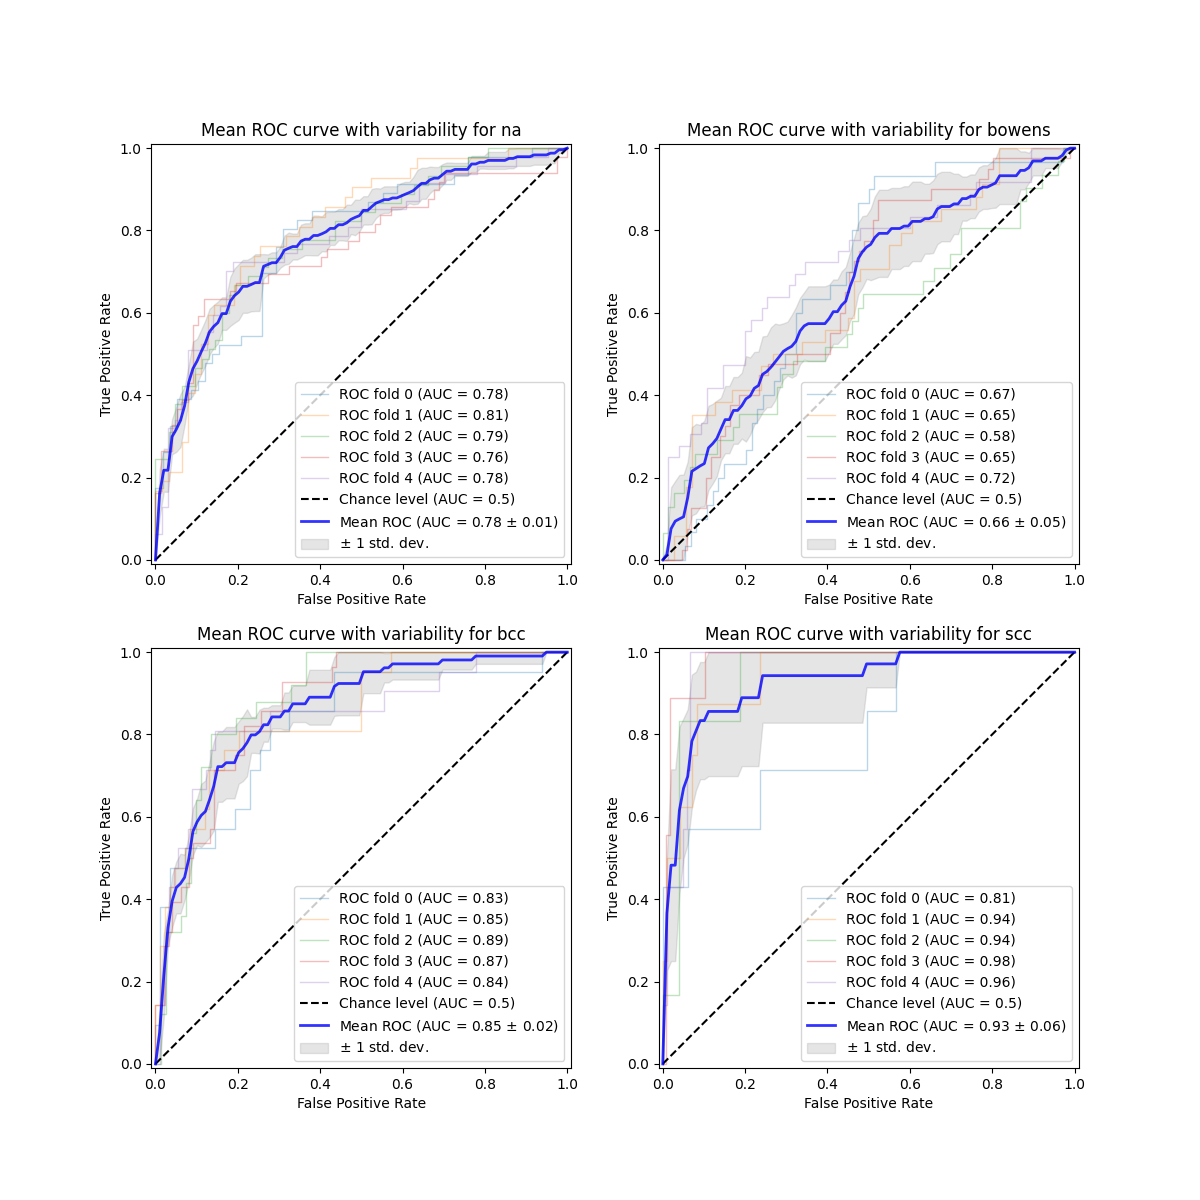 Mean ROC curve with variability for na
True Positive Rate
1.0
0.8
0.6
0.4
0.2
0.0
ROC fold 0 (AUC = 0.78)
ROC fold 1 (AUC = 0.81)
ROC fold 2 (AUC = 0.79)
ROC fold 3 (AUC = 0.76)
ROC fold 4 (AUC = 0.78)
Chance level (AUC = 0.5)
Mean ROC (AUC = 0.78 ± 0.01)
± 1 std. dev.
0.0 0.2 0.4 0.6 0.8 1.0
False Positive Rate
Mean ROC curve with variability for bowens
True Positive Rate
1.0
0.8
0.6
0.4
0.2
0.0
ROC fold 0 (AUC = 0.67)
ROC fold 1 (AUC = 0.65)
ROC fold 2 (AUC = 0.58)
ROC fold 3 (AUC = 0.65)
ROC fold 4 (AUC = 0.72)
Chance level (AUC = 0.5)
Mean ROC (AUC = 0.66 ± 0.05)
± 1 std. dev.
0.0 0.2 0.4 0.6 0.8 1.0
False Positive Rate
Mean ROC curve with variability for bcc
True Positive Rate
1.0
0.8
0.6
0.4
0.2
0.0
ROC fold 0 (AUC = 0.83)
ROC fold 1 (AUC = 0.85)
ROC fold 2 (AUC = 0.89)
ROC fold 3 (AUC = 0.87)
ROC fold 4 (AUC = 0.84)
Chance level (AUC = 0.5)
Mean ROC (AUC = 0.85 ± 0.02)
± 1 std. dev.
0.0 0.2 0.4 0.6 0.8 1.0
False Positive Rate
Mean ROC curve with variability for scc
True Positive Rate
1.0
0.8
0.6
0.4
0.2
0.0
ROC fold 0 (AUC = 0.81)
ROC fold 1 (AUC = 0.94)
ROC fold 2 (AUC = 0.94)
ROC fold 3 (AUC = 0.98)
ROC fold 4 (AUC = 0.96)
Chance level (AUC = 0.5)
Mean ROC (AUC = 0.93 ± 0.06)
± 1 std. dev.
0.0 0.2 0.4 0.6 0.8 1.0
False Positive Rate